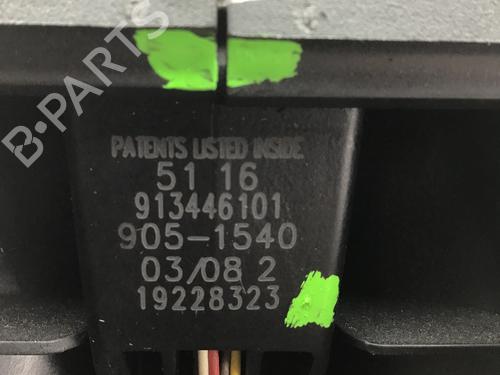 B-PARTS
PATENTS LISTED INSIDE
51 16
913446101
905-1540
03/08 2
19228323